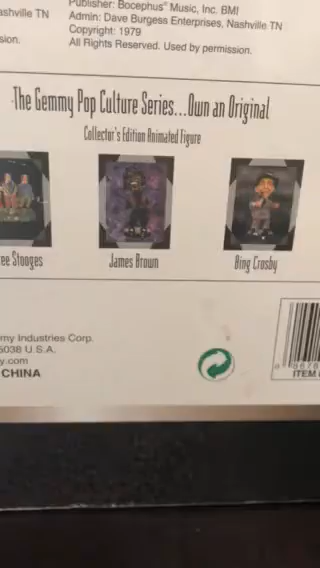 Publisher: Bocephus® Music, Inc. BMI
ashville TN
Admin: Dave Burgess Enterprises, Nashville TN
Copyright: 1979
sion.
All Rights Reserved. Used by permission.
The Gemmy Pop Culture Series...Own an Original
Collector's Edition Animated Figure
ee Stooges
James Brown
Bing Crosby
my Industries Corp.
5038 U.S.A.
y.com
CHINA
ITEM